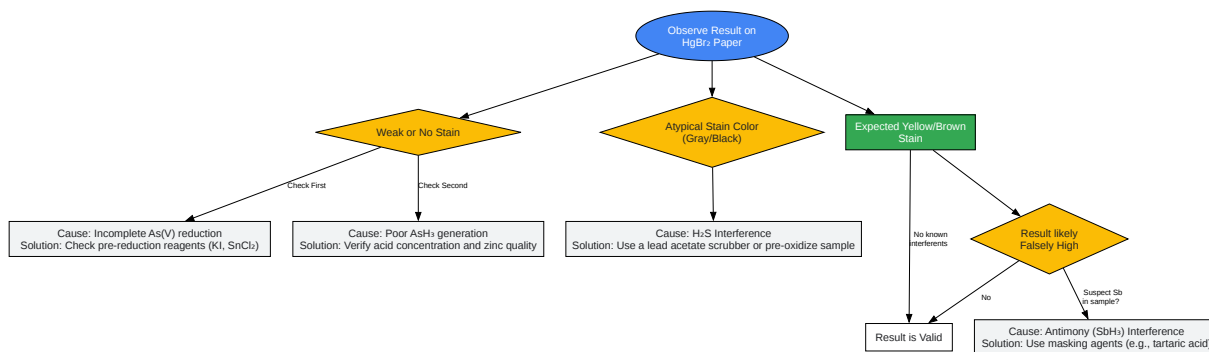 Observe Result on
HgBr₂ Paper
Weak or No Stain
Atypical Stain Color
(Gray/Black)
Expected Yellow/Brown
Stain
Check First
Check Second
Cause: Incomplete As(V) reduction
Solution: Check pre-reduction reagents (KI, SnCl₂)
Cause: Poor AsH₃ generation
Solution: Verify acid concentration and zinc quality
Cause: H₂S Interference
Solution: Use a lead acetate scrubber or pre-oxidize sample
No known
interferents
Result likely
Falsely High
No
Suspect Sb
in sample?
Result is Valid
Cause: Antimony (SbH₃) Interference
Solution: Use masking agents (e.g., tartaric acid)